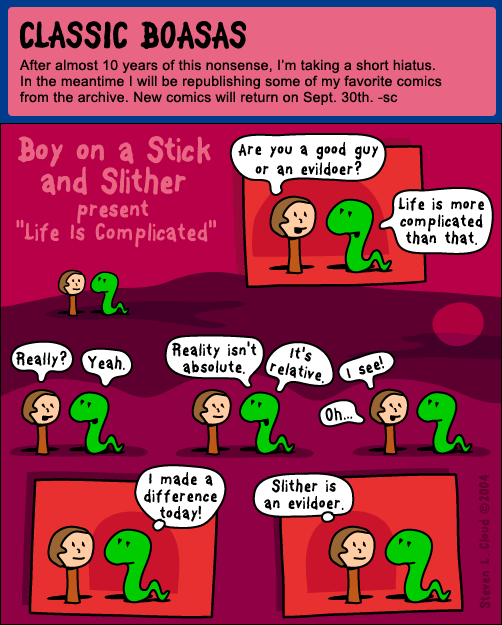 CLASSIC BOASAS
After almost 10 years of this nonsense, I'm taking a short hiatus.
In the meantime I will be republishing some of my favorite comics
from the archive. New comics will return on Sept. 30th. -sc
Boy on a Stick
and Slither
present
"Life Is Complicated"
Are you a good guy
or an evildoer?
Life is more
complicated
than that.
Really?
Yeah.
Reality isn't
absolute.
It's
relative.
Oh...
I see!
I made a
difference
today!
Slither is
an evildoer.
Steven L. Cloud ©2004